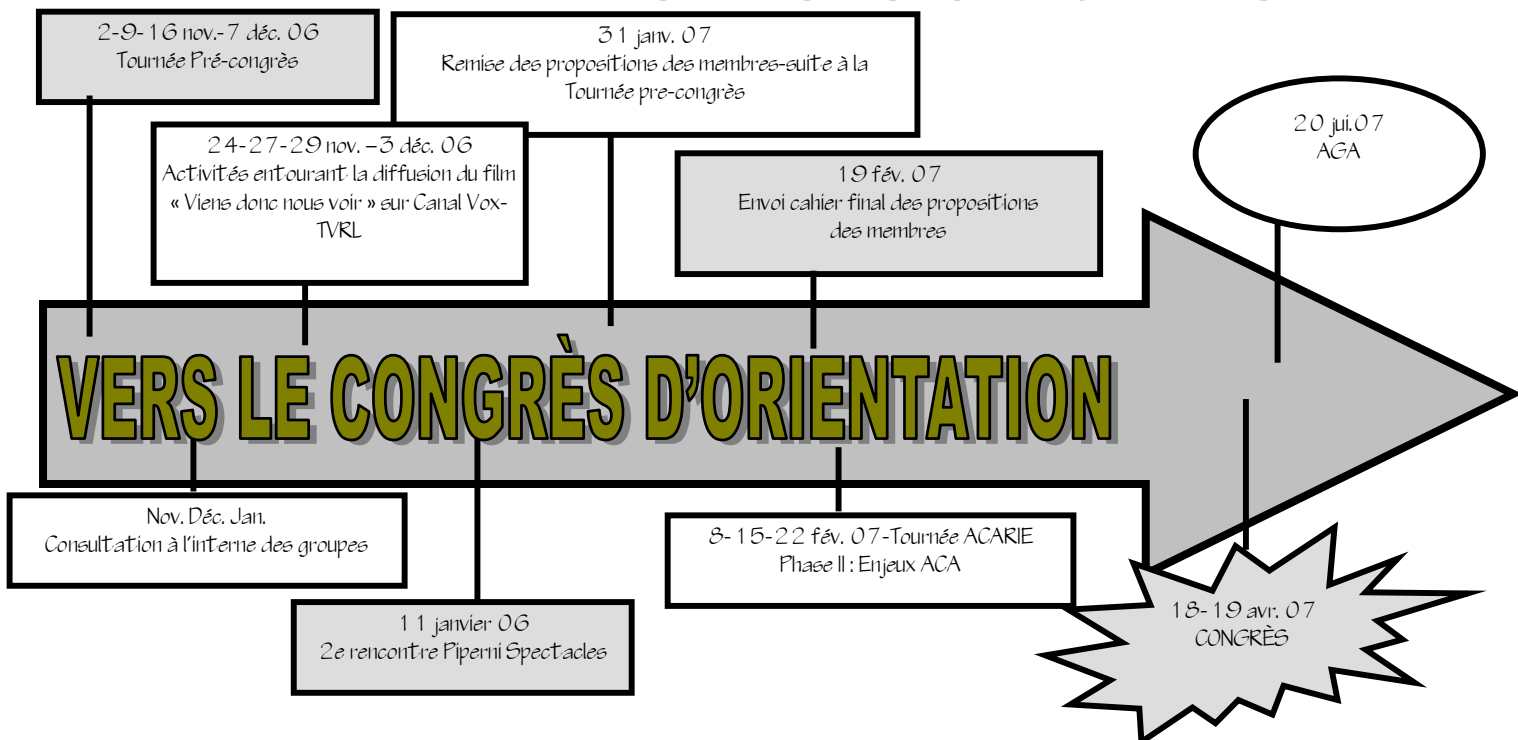 2-9-16 nov.-7 déc. 06
Tournée Pré-congrès
31 janv. 07
Remise des propositions des membres-suite à la
Tournée pre-congrès
24-27-29 nov. –3 déc. 06
Activités entourant la diffusion du film
« Viens donc nous voir » sur Canal Vox-
TVRL
19 fév. 07
Envoi cahier final des propositions
des membres
20 jui.07
AGA
VERS LE CONGRÈS D’ORIENTATION
Nov. Déc. Jan.
Consultation à l’interne des groupes
11 janvier 06
2e rencontre Piperni Spectacles
8-15-22 fév. 07-Tournée ACARIE
Phase II : Enjeux ACA
18-19 avr. 07
CONGRÈS